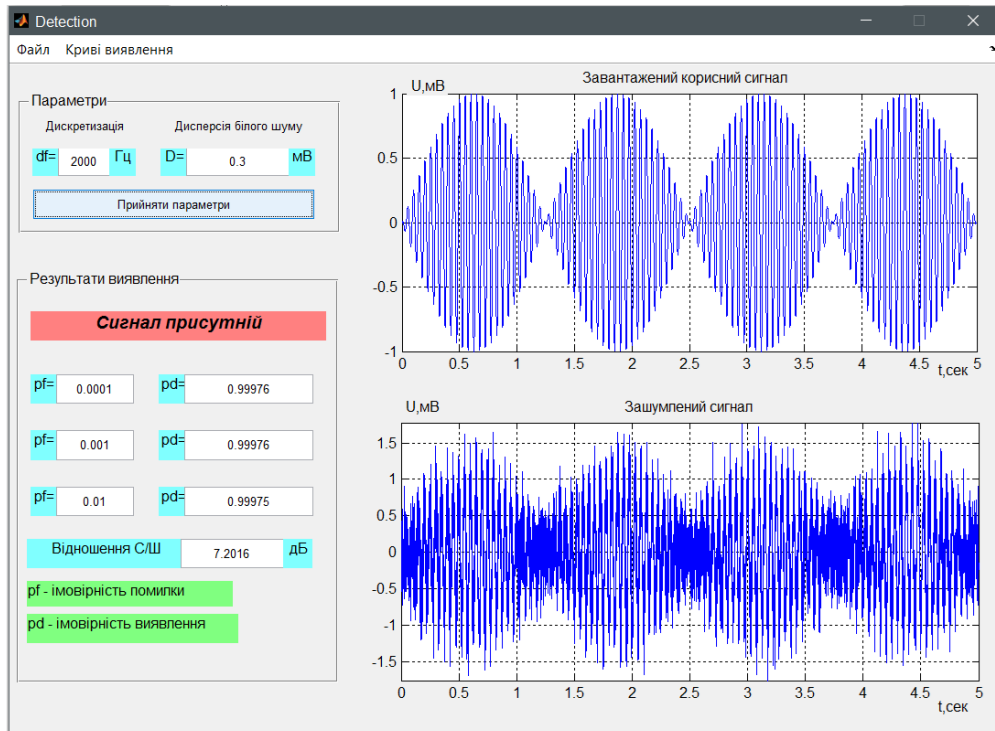 Detection
Файл Криві виявлення
Параметри
Дискретизація Дисперсія білого шуму
df= 2000 Гц D= 0.3 мВ
Прийняти параметри
Результати виявлення
Сигнал присутній
pf= 0.0001 pd= 0.99976
pf= 0.001 pd= 0.99976
pf= 0.01 pd= 0.99975
Відношення С/Ш 7.2016 дБ
pf - імовірність помилки
pd - імовірність виявлення
Завантажений корисний сигнал
U,мВ
1
0.5
0
-0.5
-1
0 0.5 1 1.5 2 2.5 3 3.5 4 4.5 5
t,сек
U,мВ Зашумлений сигнал
1.5
1
0.5
0
-0.5
-1
-1.5
0 0.5 1 1.5 2 2.5 3 3.5 4 4.5 5
t,сек